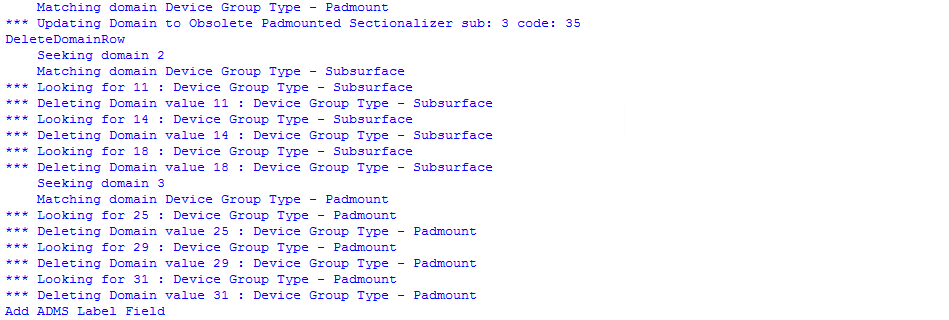 Matching domain Device Group Type - Padmount
*** Updating Domain to Obsolete Padmounted Sectionalizer sub: 3 code: 35
DeleteDomainRow
Seeking domain 2
Matching domain Device Group Type - Subsurface
*** Looking for 11 : Device Group Type - Subsurface
*** Deleting Domain value 11 : Device Group Type - Subsurface
*** Looking for 14 : Device Group Type - Subsurface
*** Deleting Domain value 14 : Device Group Type - Subsurface
*** Looking for 18 : Device Group Type - Subsurface
*** Deleting Domain value 18 : Device Group Type - Subsurface
Seeking domain 3
Matching domain Device Group Type - Padmount
*** Looking for 25 : Device Group Type - Padmount
*** Deleting Domain value 25 : Device Group Type - Padmount
*** Looking for 29 : Device Group Type - Padmount
*** Deleting Domain value 29 : Device Group Type - Padmount
*** Looking for 31 : Device Group Type - Padmount
*** Deleting Domain value 31 : Device Group Type - Padmount
Add ADMS Label Field